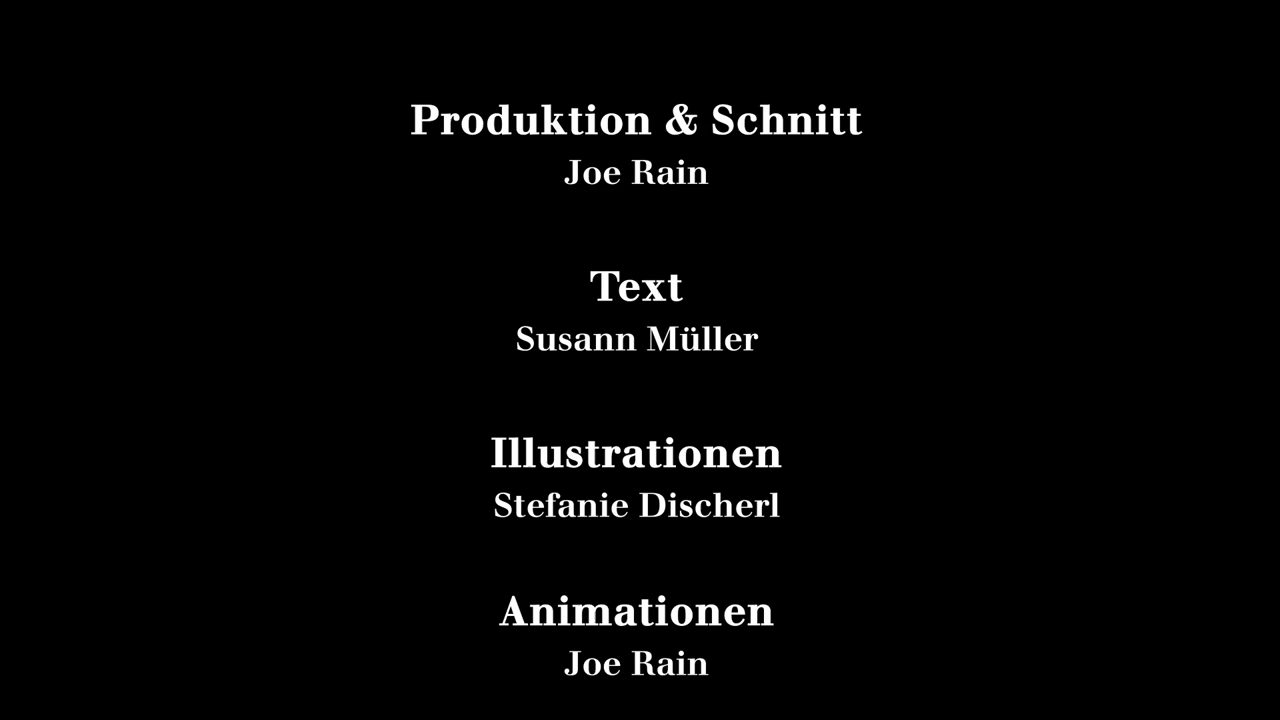 Produktion & Schnitt
Joe Rain
Text
Susann Müller
Illustrationen
Stefanie Discherl
Animationen
Joe Rain